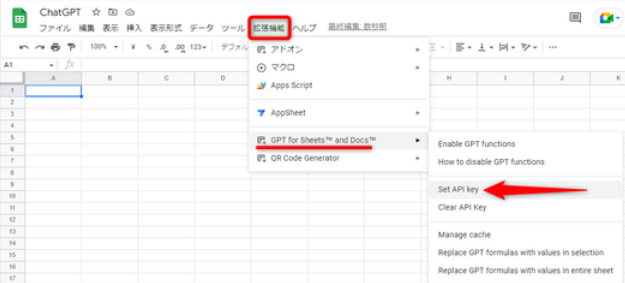 ChatGPT
ファイル 編集 表示 挿入 表示形式 データ ツール 拡張機能 ヘルプ 最終編集: 数秒前
100% ¥ % .0 .00 123 デフォル
A1 fx
A B C D E F G H I J K
1
2
3
4
5
6
7
8
9
10
11
12
13
14
15
16
17
アドオン
マクロ
Apps Script
AppSheet
GPT for Sheets™ and Docs™
QR Code Generator
Enable GPT functions
How to disable GPT functions
Set API key
Clear API Key
Manage cache
Replace GPT formulas with values in selection
Replace GPT formulas with values in entire sheet